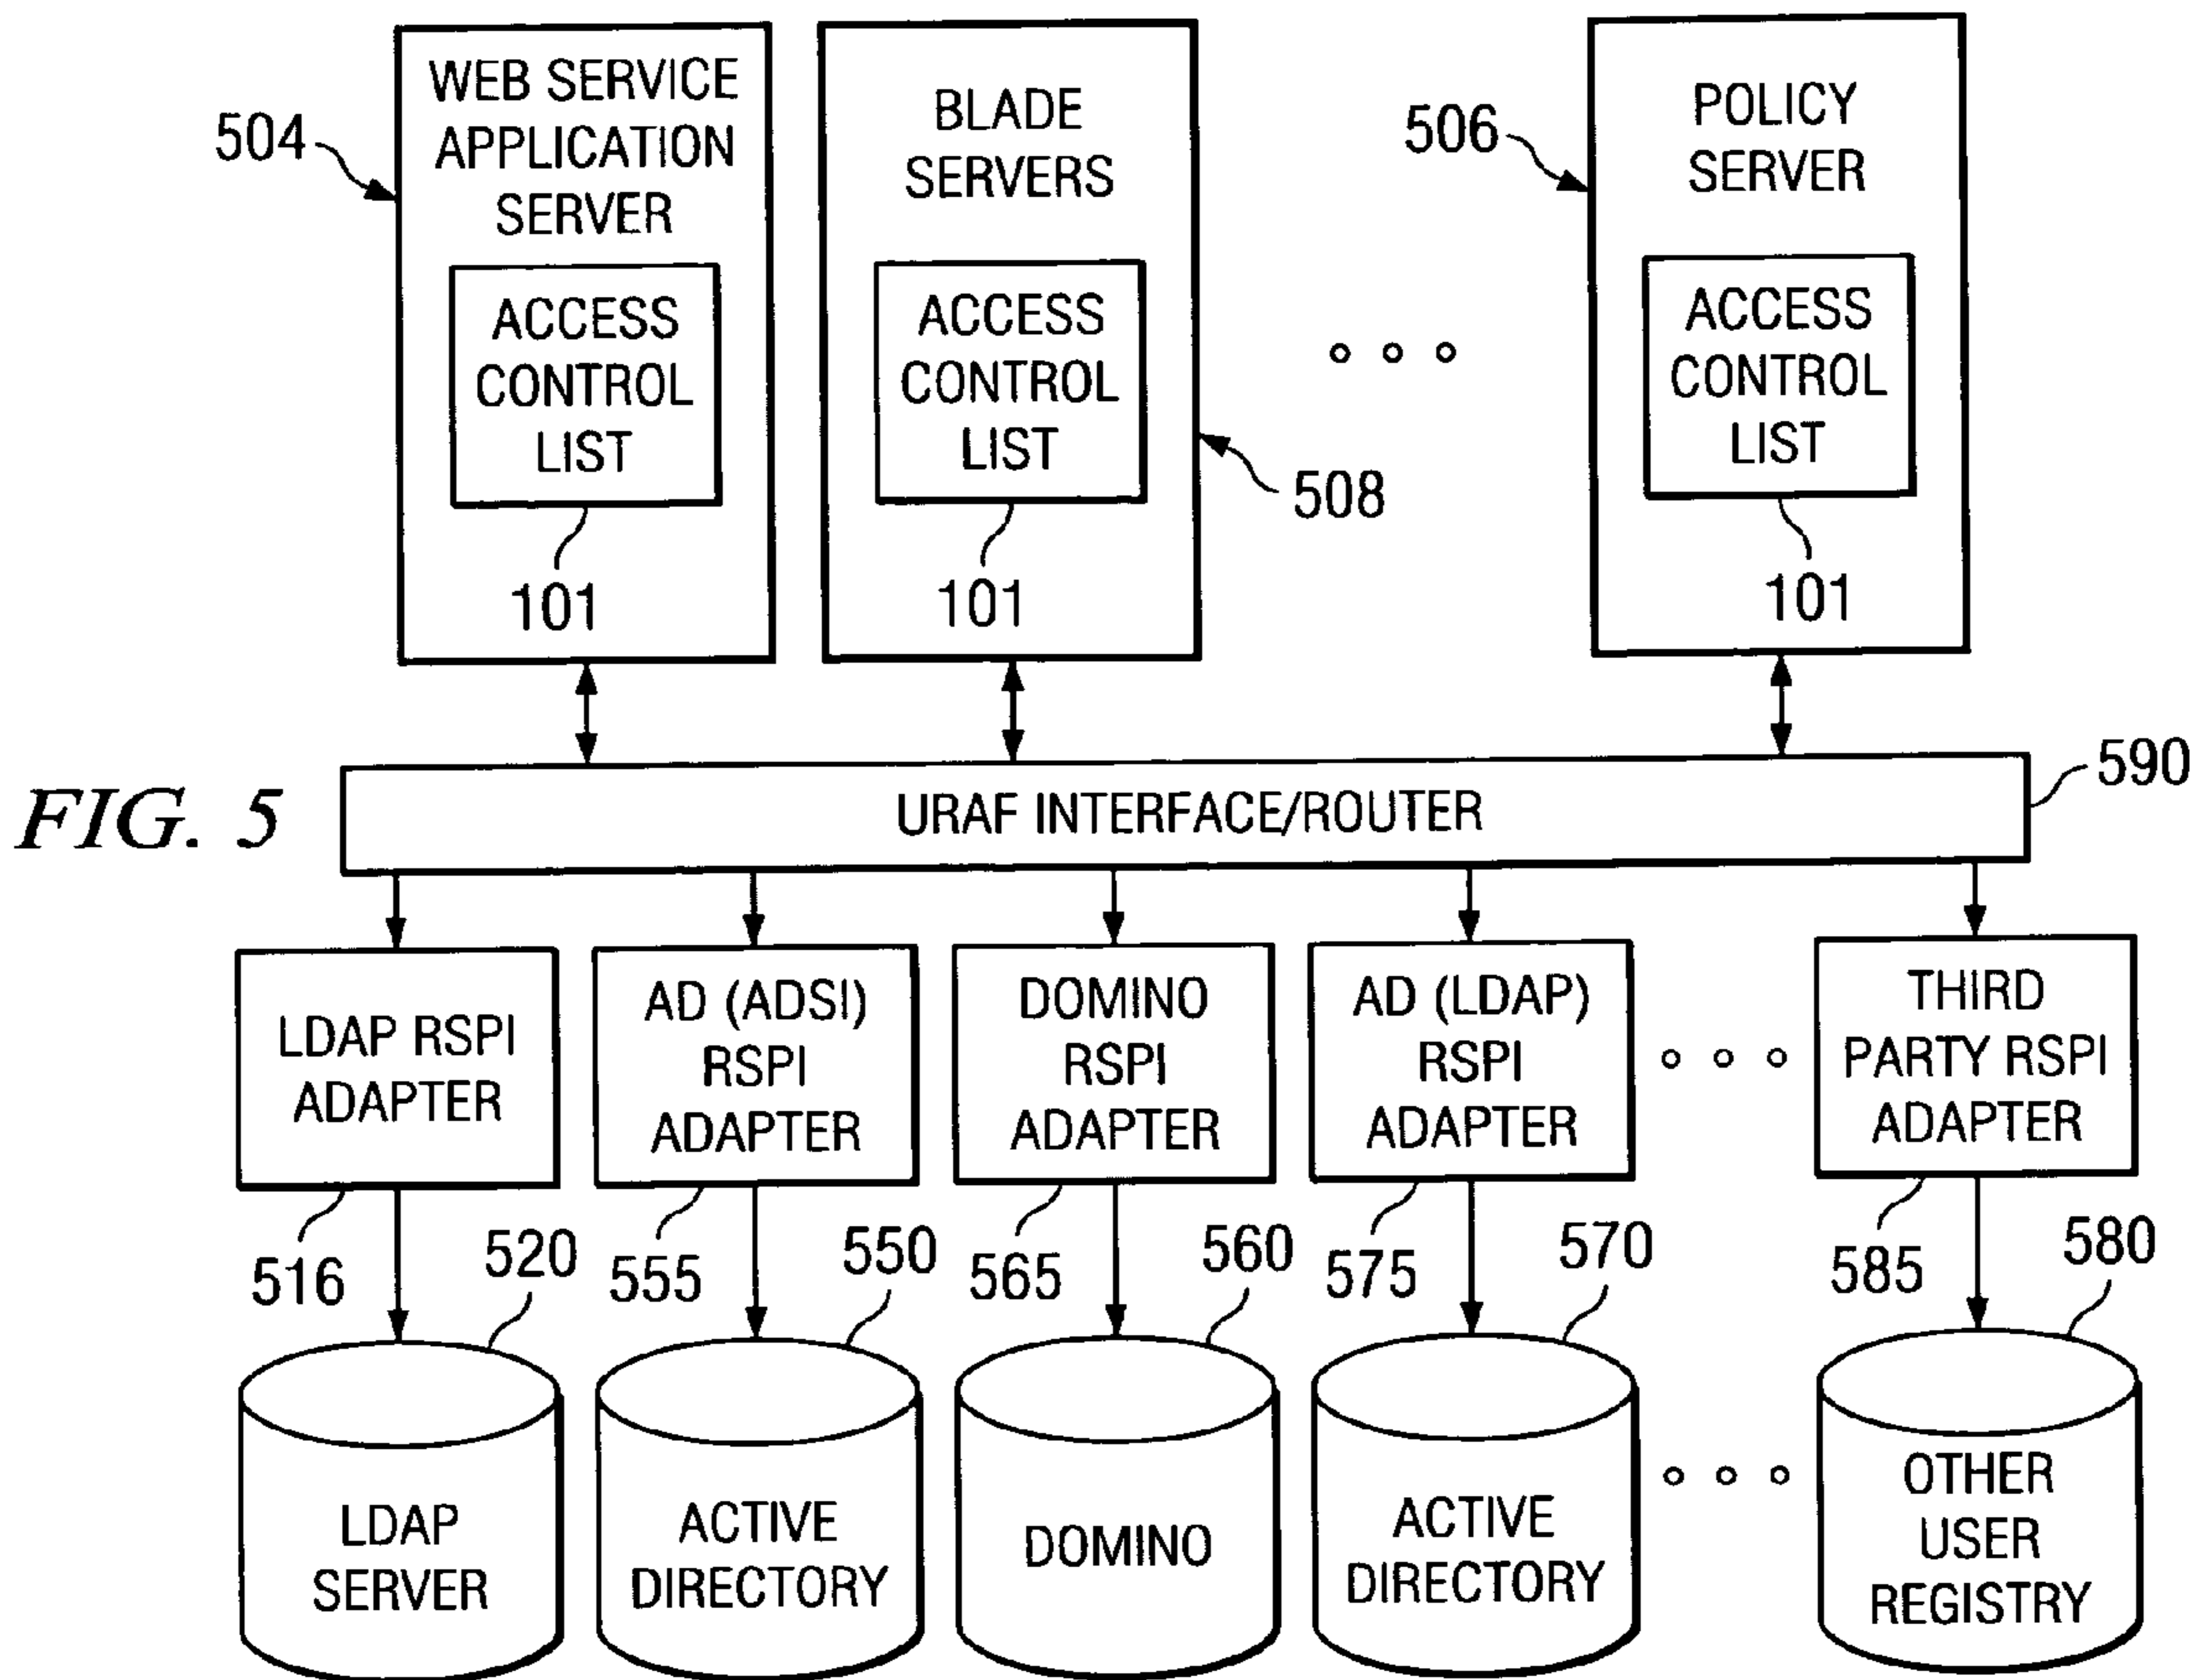 WEB SERVICE
APPLICATION
SERVER
ACCESS
CONTROL
LIST
101
504
BLADE
SERVERS
ACCESS
CONTROL
LIST
101
508
POLICY
SERVER
ACCESS
CONTROL
LIST
101
506
FIG. 5
URAF INTERFACE/ROUTER
590
LDAP RSPI
ADAPTER
516
AD (ADSI)
RSPI
ADAPTER
555
DOMINO
RSPI
ADAPTER
565
AD (LDAP)
RSPI
ADAPTER
575
THIRD
PARTY RSPI
ADAPTER
585
520
LDAP
SERVER
550
ACTIVE
DIRECTORY
560
DOMINO
570
ACTIVE
DIRECTORY
580
OTHER
USER
REGISTRY